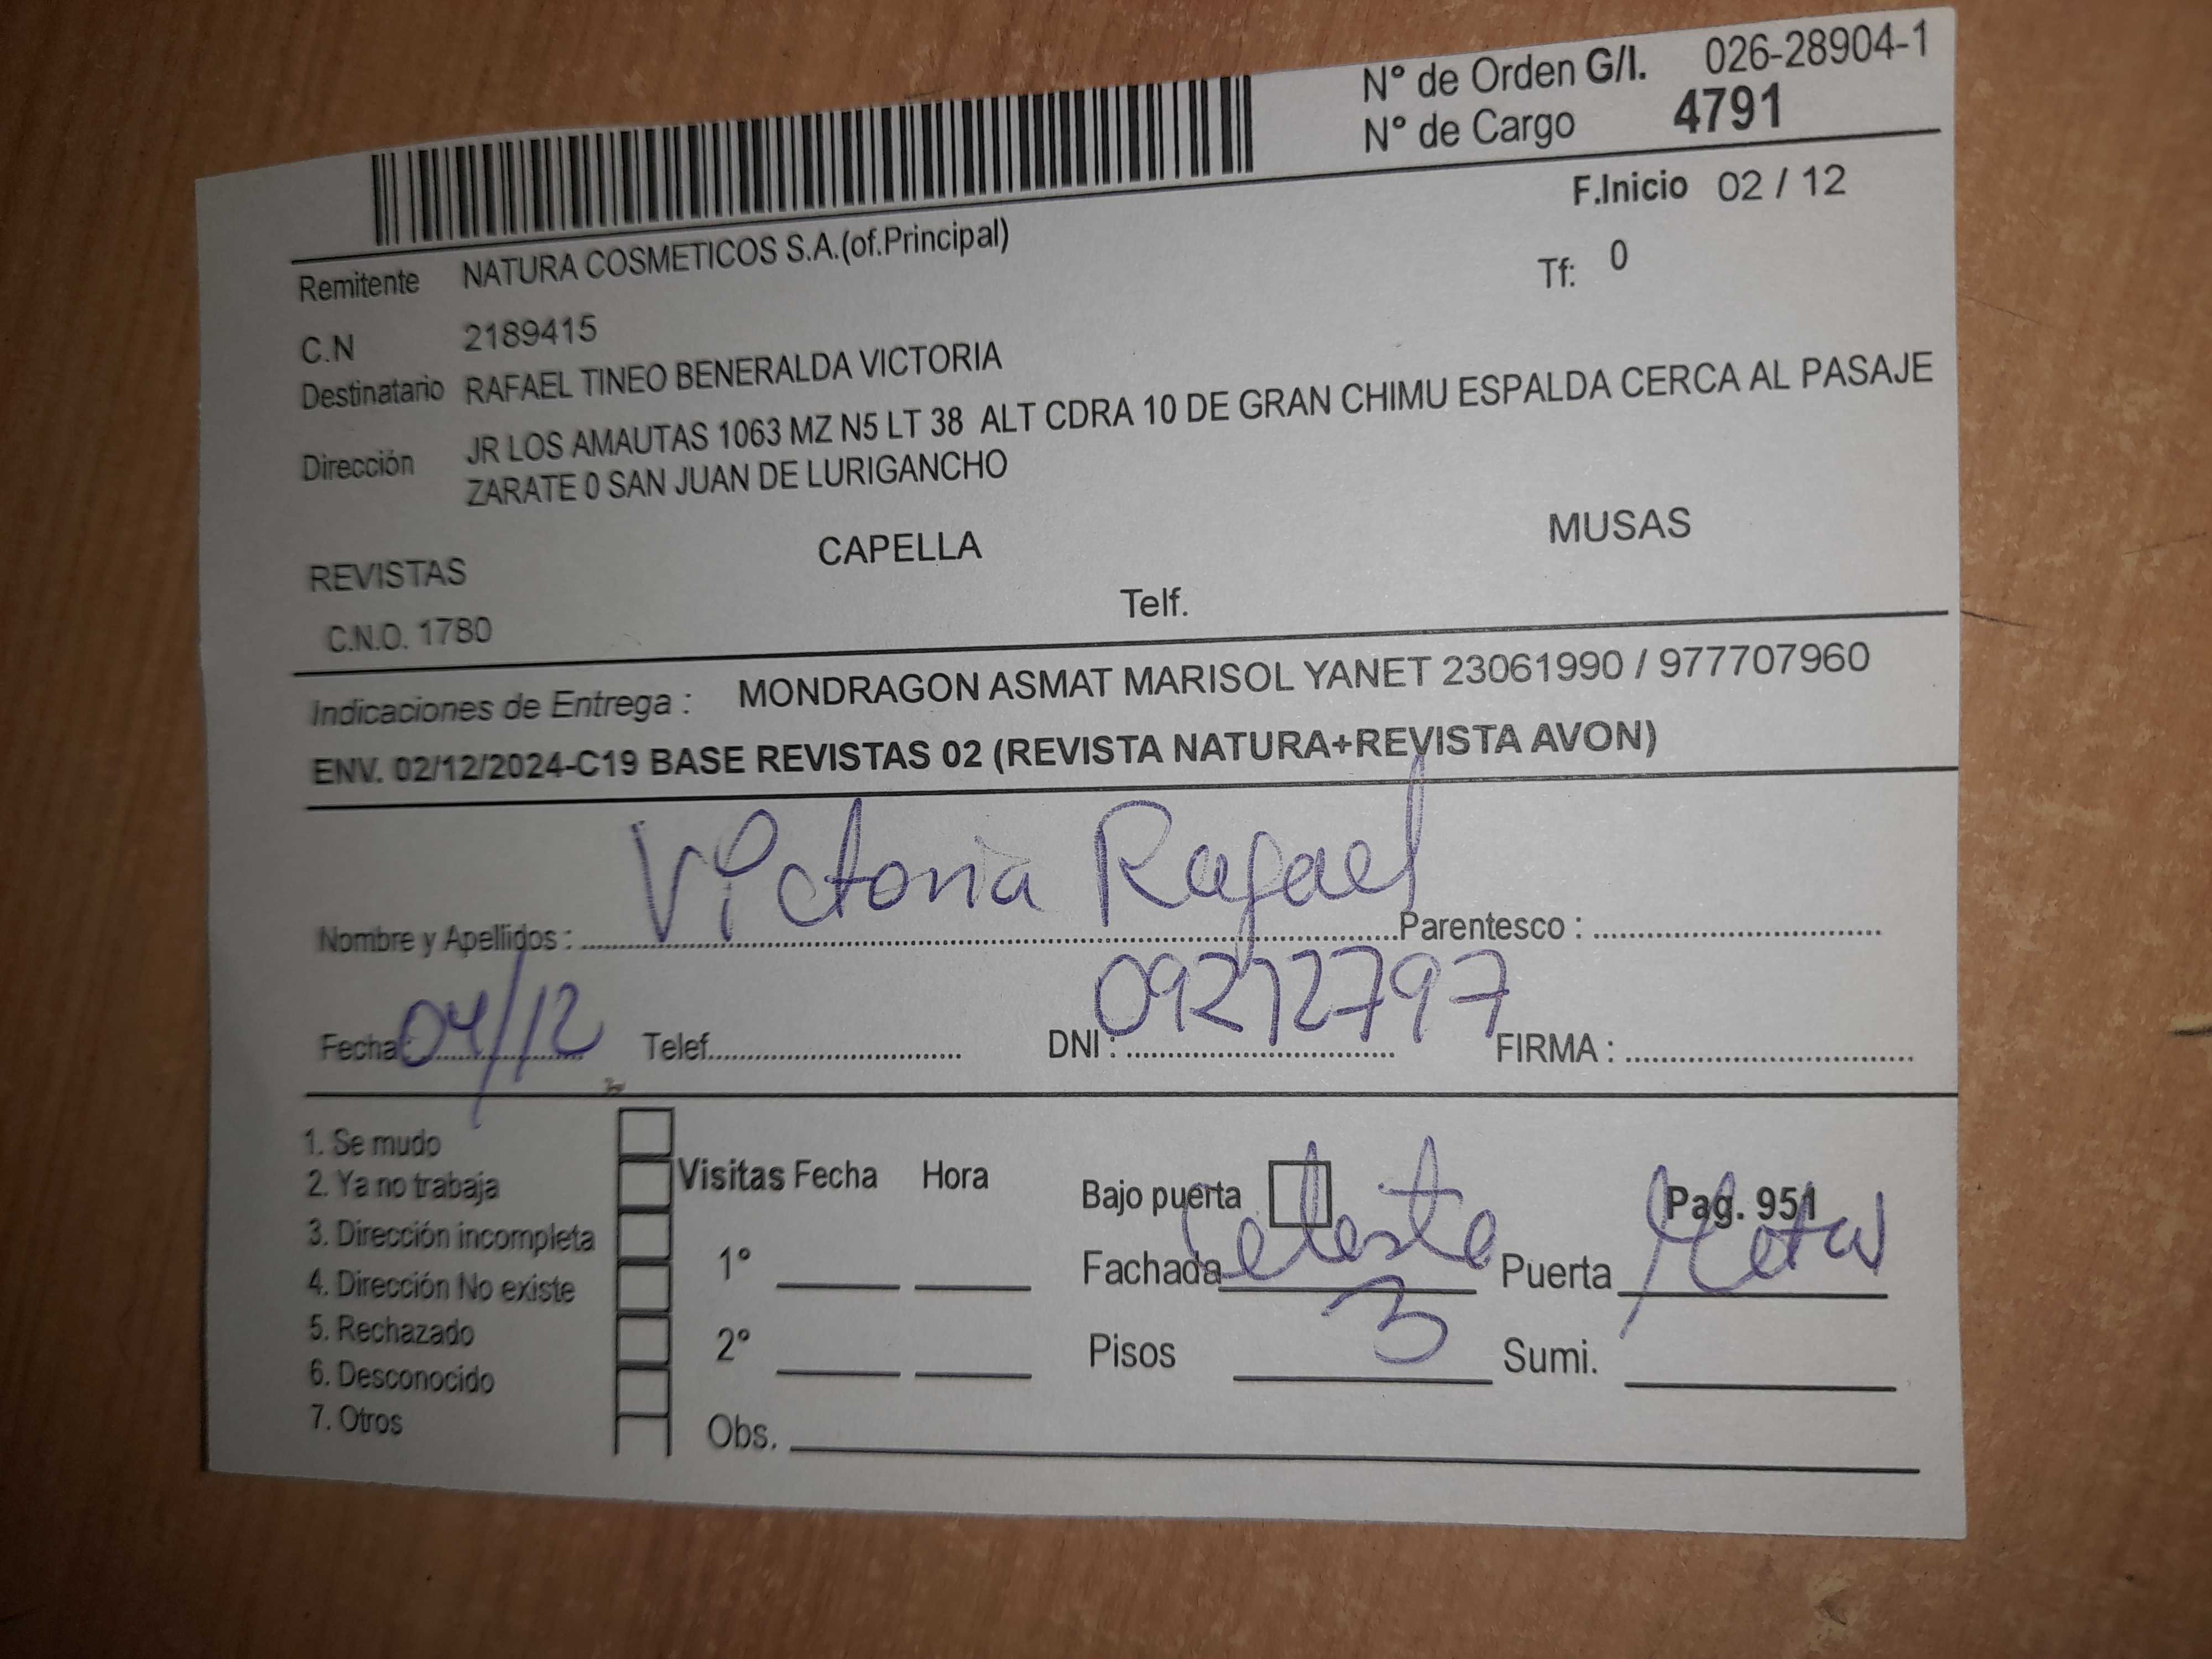 N° de Orden G/I. 026-28904-1
N° de Cargo 4791
F.Inicio 02 / 12
Remitente NATURA COSMETICOS S.A.(of.Principal)
Tf: 0
C.N 2189415
Destinatario RAFAEL TINEO BENERALDA VICTORIA
Dirección JR LOS AMAUTAS 1063 MZ N5 LT 38 ALT CDRA 10 DE GRAN CHIMU ESPALDA CERCA AL PASAJE
ZARATE 0 SAN JUAN DE LURIGANCHO
REVISTAS CAPELLA MUSAS
C.N.O. 1780 Telf.
Indicaciones de Entrega : MONDRAGON ASMAT MARISOL YANET 23061990 / 977707960
ENV. 02/12/2024-C19 BASE REVISTAS 02 (REVISTA NATURA+REVISTA AVON)
Nombre y Apellidos : Victoria Rafael Parentesco :
Fecha: 04/12 Telef. DNI : 09212797 FIRMA :
1. Se mudo
2. Ya no trabaja
3. Dirección incompleta
4. Dirección No existe
5. Rechazado
6. Desconocido
7. Otros
Visitas Fecha Hora
1°
2°
Obs.
Bajo puerta Pag. 951
Fachada Celeste Puerta Metal
Pisos 3 Sumi.